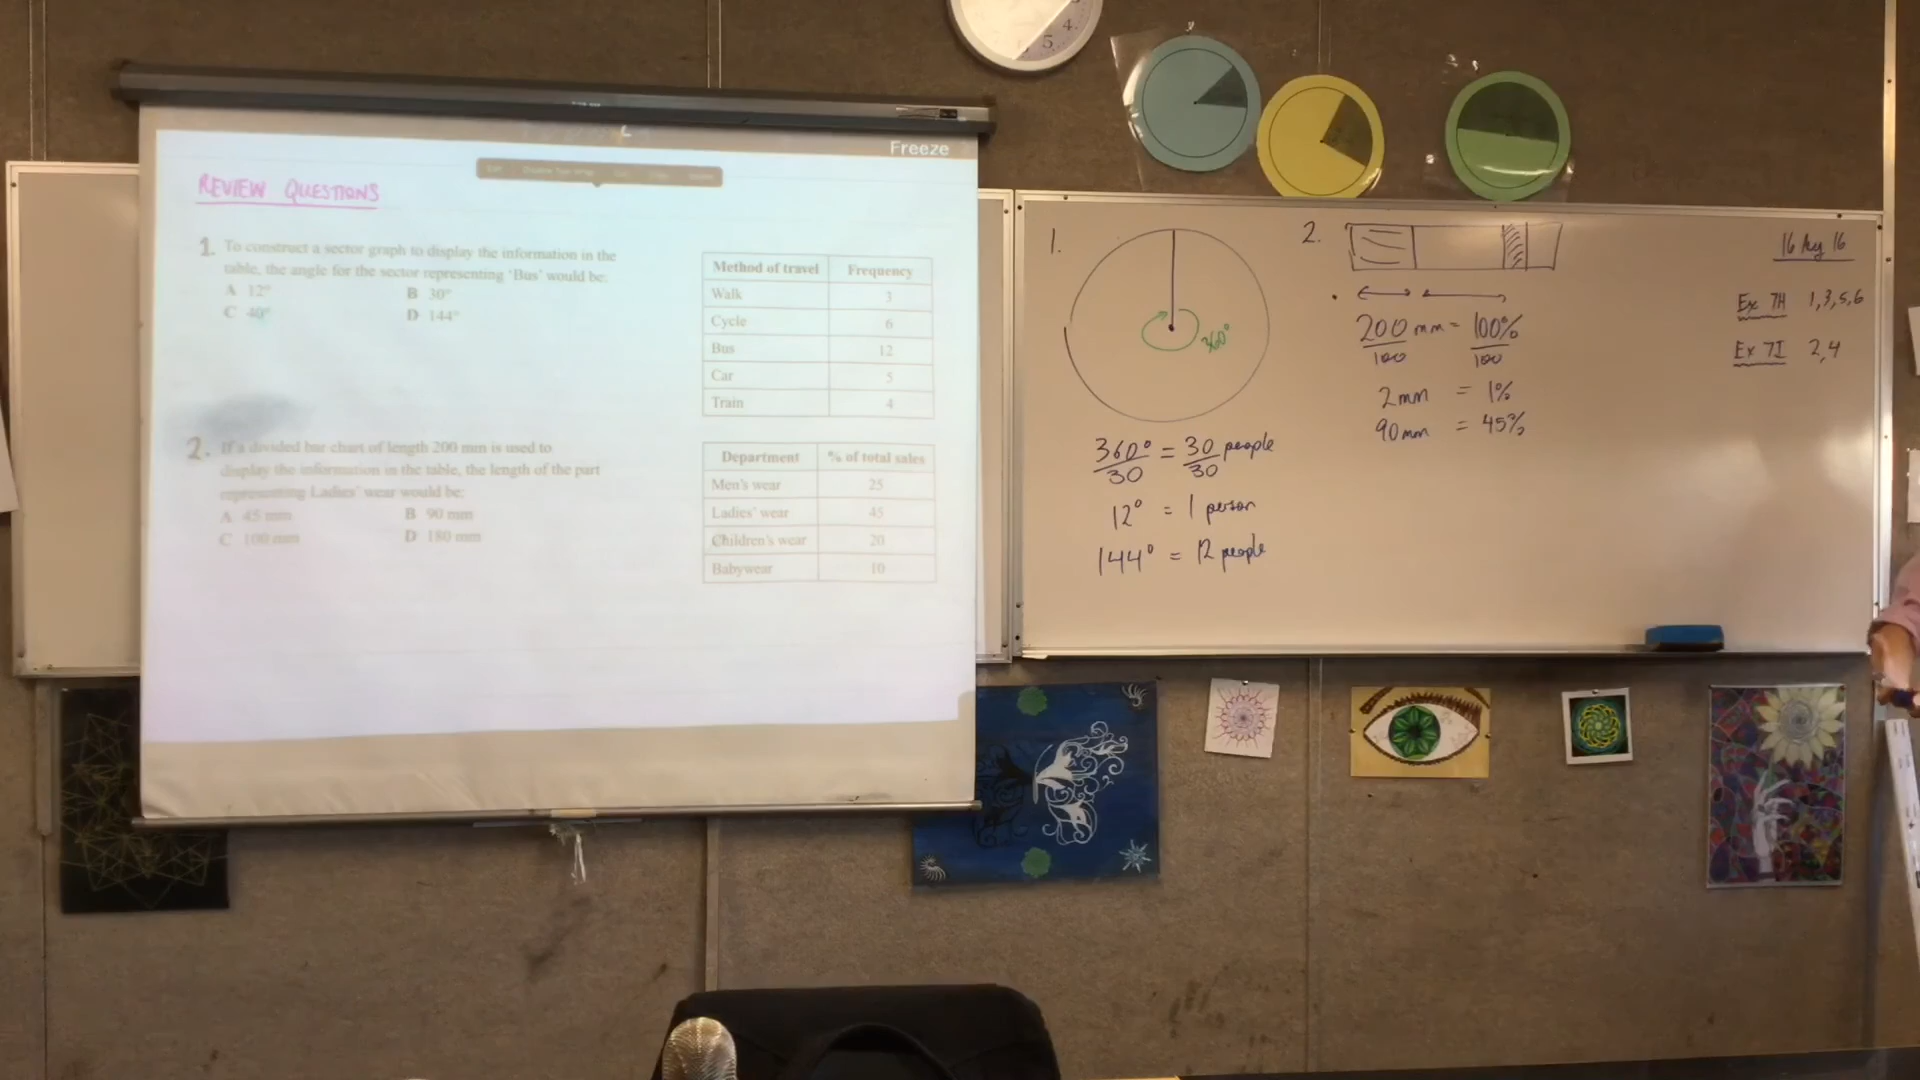 Freeze
REVIEW QUESTIONS
1. To construct a sector graph to display the information in the
table, the angle for the sector representing 'Bus' would be:
A 12° B 30°
C 40° D 144°
Method of travel Frequency
Walk 3
Cycle 6
Bus 12
Car 5
Train 4
2. If a divided bar chart of length 200 mm is used to
display the information in the table, the length of the part
representing Ladies' wear would be:
A 45 mm B 90 mm
C 100 mm D 180 mm
Department % of total sales
Men's wear 25
Ladies' wear 45
Children's wear 20
Babywear 10
4
5
1.
360°
360° = 30 people
30 30
12° = 1 person
144° = 12 people
2.
200 mm = 100%
100 100
2mm = 1%
90mm = 45%
16 Aug 16
Ex 7H 1,3,5,6
Ex 7I 2,4